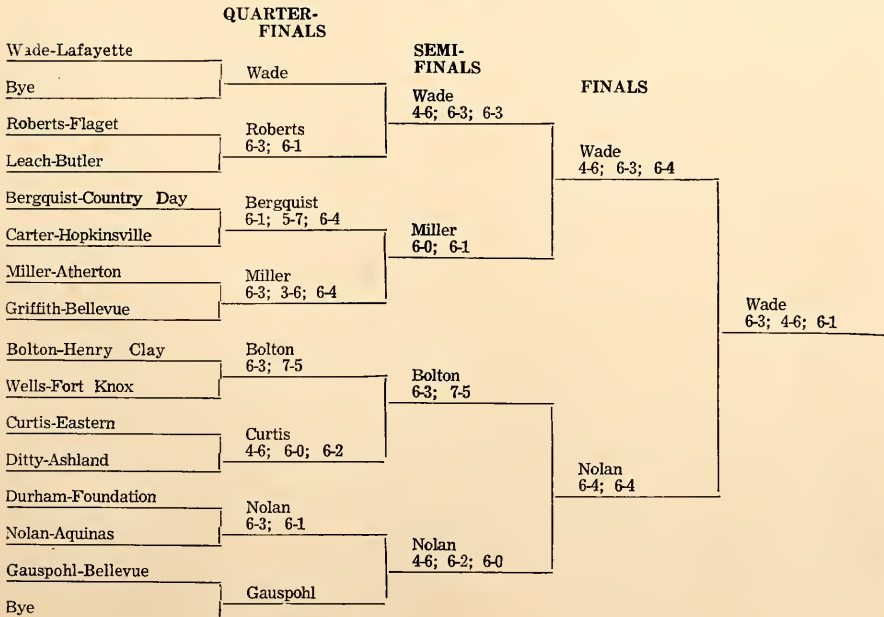 QUARTER-
FINALS
Wade-Lafayette
Bye
Roberts-Flaget
Leach-Butler
Bergquist-Country Day
Carter-Hopkinsville
Miller-Atherton
Griffith-Bellevue
Bolton-Henry Clay
Wells-Fort Knox
Curtis-Eastern
Ditty-Ashland
Durham-Foundation
Nolan-Aquinas
Gauspohl-Bellevue
Bye
Wade
Roberts
6-3; 6-1
Bergquist
6-1; 5-7; 6-4
Miller
6-3; 3-6; 6-4
Bolton
6-3; 7-5
Curtis
4-6; 6-0; 6-2
Nolan
6-3; 6-1
Gauspohl
SEMI-
FINALS
Wade
4-6; 6-3; 6-3
Miller
6-0; 6-1
Bolton
6-3; 7-5
Nolan
4-6; 6-2; 6-0
FINALS
Wade
4-6; 6-3; 6-4
Nolan
6-4; 6-4
Wade
6-3; 4-6; 6-1